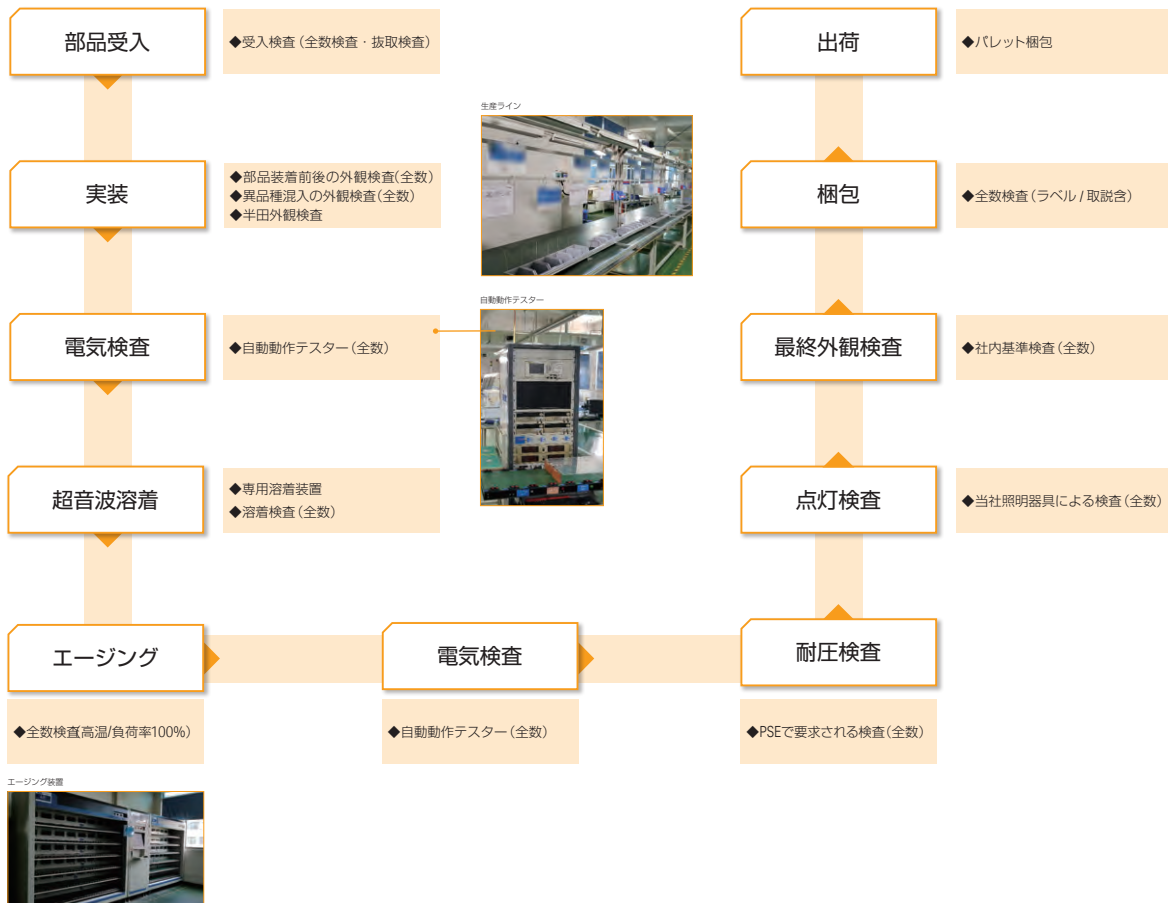 部品受入
◆受入検査(全数検査・抜取検査)
実装
◆部品装着前後の外観検査(全数)
◆異品種混入の外観検査(全数)
◆半田外観検査
生産ライン
電気検査
◆自動動作テスター(全数)
自動動作テスター
超音波溶着
◆専用溶着装置
◆溶着検査(全数)
エージング
◆全数検査(高温/負荷率100%)
エージング装置
電気検査
◆自動動作テスター(全数)
耐圧検査
◆PSEで要求される検査(全数)
点灯検査
◆当社照明器具による検査(全数)
最終外観検査
◆社内基準検査(全数)
梱包
◆全数検査(ラベル/取説含)
出荷
◆パレット梱包